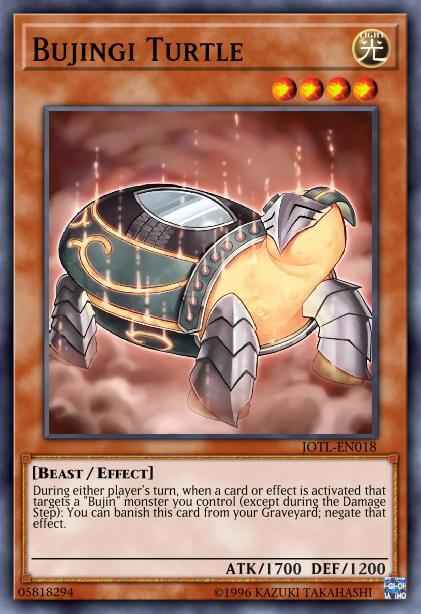 BUJINGI TURTLE
LIGHT
光
JOTL-EN018
[BEAST / EFFECT]
During either player's turn, when a card or effect is activated that
targets a "Bujin" monster you control (except during the Damage
Step): You can banish this card from your Graveyard; negate that
effect.
ATK/1700 DEF/1200
05818294
©1996 KAZUKI TAKAHASHI